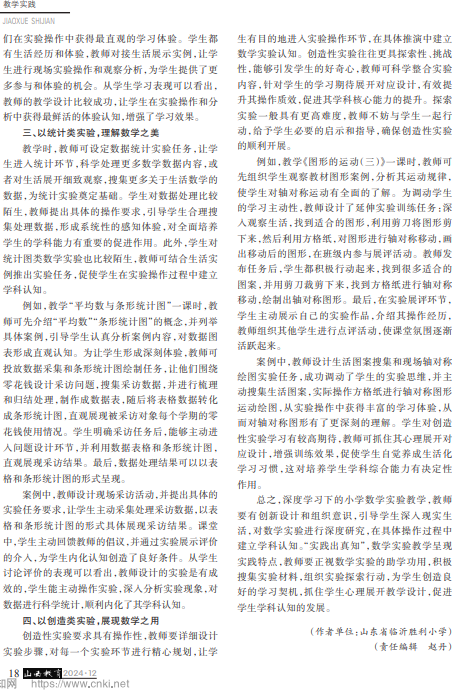 教学实践
JIAOXUE SHIJIAN
们在实验操作中获得最直观的学习体验。学生都
有生活经历和体验,教师对接生活展示实例,让学
生进行现场实验操作和观察分析,为学生提供了更
多参与和体验的机会。从学生学习表现可以看出,
教师的教学设计比较成功,让学生在实验操作和分
析中获得最鲜活的体验认知,增强了学习效果。
三、以统计类实验,理解数学之美
教学时,教师可设定数据统计实验任务,让学
生进入统计环节,科学处理更多数学数据内容,或
者对生活展开细致观察,搜集更多关于生活数学的
数据,为统计实验奠定基础。学生对数据处理比较
陌生,教师提出具体的操作要求,引导学生合理搜
集处理数据,形成系统性的感知体验,对全面培养
学生的学科能力有重要的促进作用。此外,学生对
统计图类数学实验也比较陌生,教师可结合生活实
例推出实验任务,促使学生在实验操作过程中建立
学科认知。
例如,教学“平均数与条形统计图”一课时,教
师可先介绍“平均数”“条形统计图”的概念,并列举
具体案例,引导学生认真分析案例内容,对数据图
表形成直观认知。为让学生形成深刻体验,教师可
投放数据采集和条形统计图绘制任务,让他们围绕
零花钱设计采访问题,搜集采访数据,并进行梳理
和归结处理,制作成数据表,随后将表格数据转化
成条形统计图,直观展现被采访对象每个学期的零
花钱使用情况。学生明确采访任务后,能够主动进
入问题设计环节,并利用数据表格和条形统计图,
直观展现采访结果。最后,数据处理结果可以以表
格和条形统计图的形式呈现。
案例中,教师设计现场采访活动,并提出具体的
实验任务要求,让学生主动采集处理采访数据,以表
格和条形统计图的形式具体展现采访结果。课堂
中,学生主动回馈教师的倡议,并通过实验展示评价
的介入,为学生内化认知创造了良好条件。从学生
讨论评价的表现可以看出,教师设计的实验是有成
效的,学生能主动操作实验,深入分析实验现象,对
数据进行科学统计,顺利内化了其学科认知。
四、以创造类实验,展现数学之用
创造性实验要求具有操作性,教师要详细设计
实验步骤,对每一个实验环节进行精心规划,让学
生有目的地进入实验操作环节,在具体推演中建立
数学实验认知。创造性实验往往更具探索性、挑战
性,能够引发学生的好奇心,教师可科学整合实验
内容,针对学生的学习期待展开对应设计,有效提
升其操作质效,促进其学科核心能力的提升。探索
实验一般具有更高难度,教师不妨与学生一起行
动,给予学生必要的启示和指导,确保创造性实验
的顺利开展。
例如,教学《图形的运动(三)》一课时,教师可
先组织学生观察教材图形案例,分析其运动规律,
使学生对轴对称运动有全面的了解。为调动学生
的学习主动性,教师设计了延伸实验训练任务:深
入观察生活,找到适合的图形,利用剪刀将图形剪
下来,然后利用方格纸,对图形进行轴对称移动,画
出移动后的图形,在班级内参与展评活动。教师发
布任务后,学生都积极行动起来,找到很多适合的
图案,并用剪刀裁剪下来,找到方格纸进行轴对称
移动,绘制出轴对称图形。最后,在实验展评环节,
学生主动展示自己的实验作品,介绍其操作经历,
教师组织其他学生进行点评活动,使课堂氛围逐渐
活跃起来。
案例中,教师设计生活图案搜集和现场轴对称
绘图实验任务,成功调动了学生的实验思维,并主
动搜集生活图案,实际操作方格纸进行轴对称图形
运动绘图,从实验操作中获得丰富的学习体验,从
而对轴对称图形有了更深刻的理解。学生对创造
性实验学习有较高期待,教师可抓住其心理展开对
应设计,增强训练效果,促使学生自觉养成生活化
学习习惯,这对培养学生学科综合能力有决定性
作用。
总之,深度学习下的小学数学实验教学,教师
要有创新设计和组织意识,引导学生深入现实生
活,对数学实验进行深度研究,在具体操作过程中
建立学科认知。“实践出真知”,数学实验教学呈现
实践特点,教师要正视数学实验的助学功用,积极
搜集实验材料,组织实验探索行动,为学生创造良
好的学习契机,抓住学生心理展开教学设计,促进
学生学科认知的发展。
(作者单位:山东省临沂胜利小学)
(责任编辑 赵丹)
18 山东教育 2024·12
知网 https://www.cnki.net